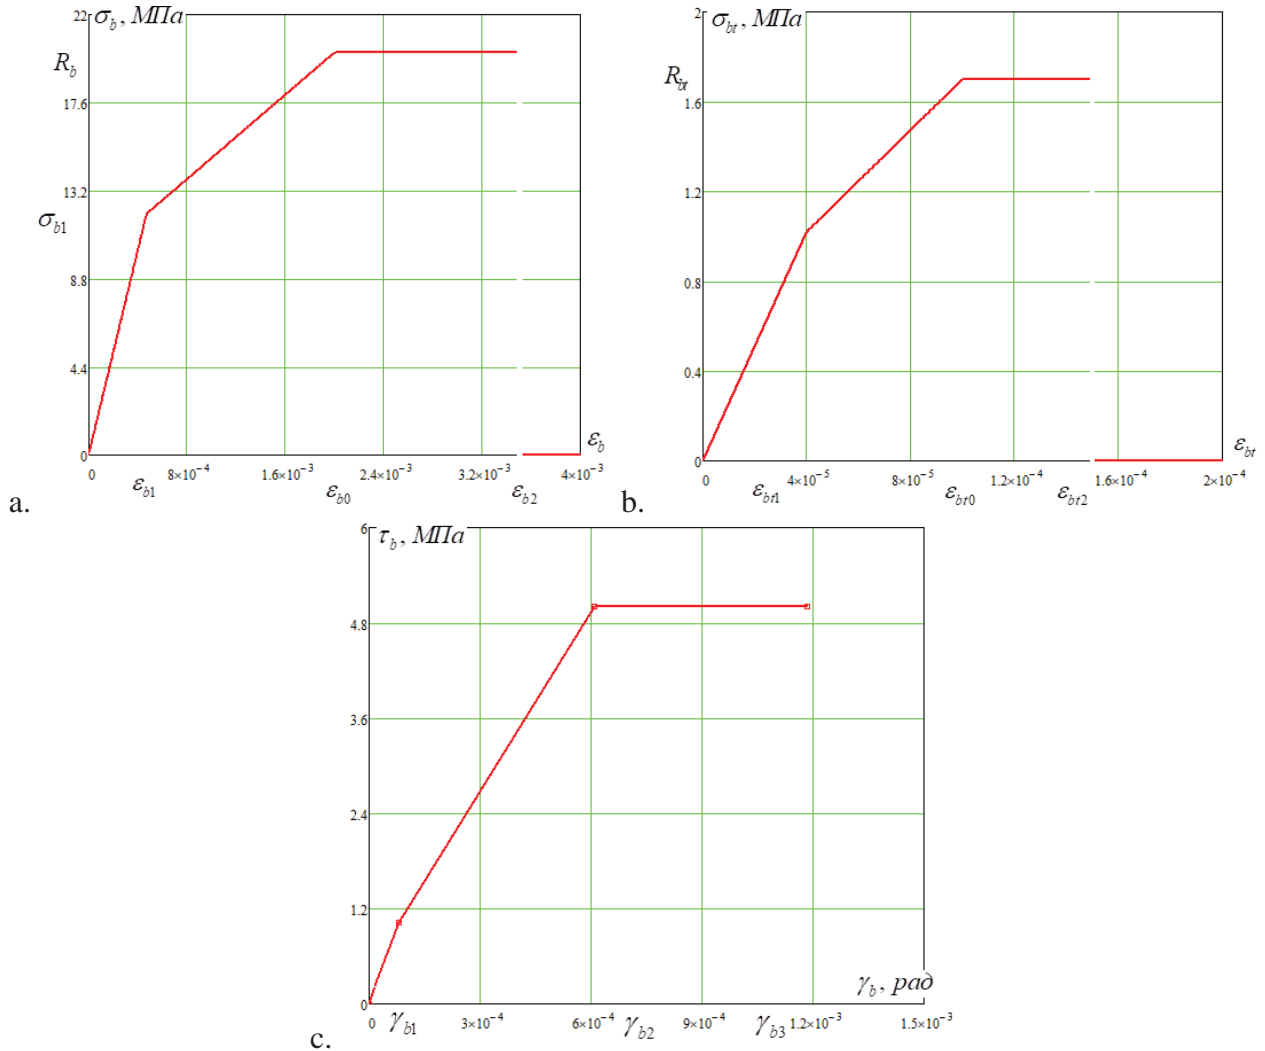 22 σb, МПа
Rb
17.6
13.2
σb1
8.8
4.4
0
0 8×10⁻⁴ 1.6×10⁻³ 2.4×10⁻³ 3.2×10⁻³ 4×10⁻³
εb
εb1 εb0 εb2
a.
2 σbt, МПа
Rbt
1.6
1.2
0.8
0.4
0
0 4×10⁻⁵ 8×10⁻⁵ 1.2×10⁻⁴ 1.6×10⁻⁴ 2×10⁻⁴
εbt
εbt1 εbt0 εbt2
b.
6 τb, МПа
4.8
3.6
2.4
1.2
0
γb, рад
0 γb1 3×10⁻⁴ 6×10⁻⁴ γb2 9×10⁻⁴ γb3 1.2×10⁻³ 1.5×10⁻³
c.